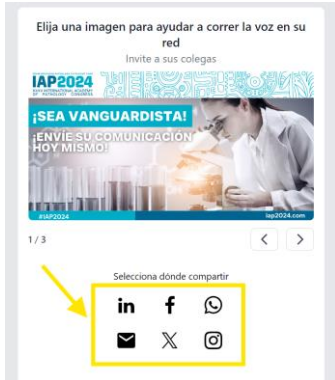 Elija una imagen para ayudar a correr la voz en su
red
Invite a sus colegas
IAP2024
¡SEA VANGUARDISTA!
¡ENVÍE SU COMUNICACIÓN
HOY MISMO!
#IAP2024
iap2024.com
1 / 3
Selecciona dónde compartir